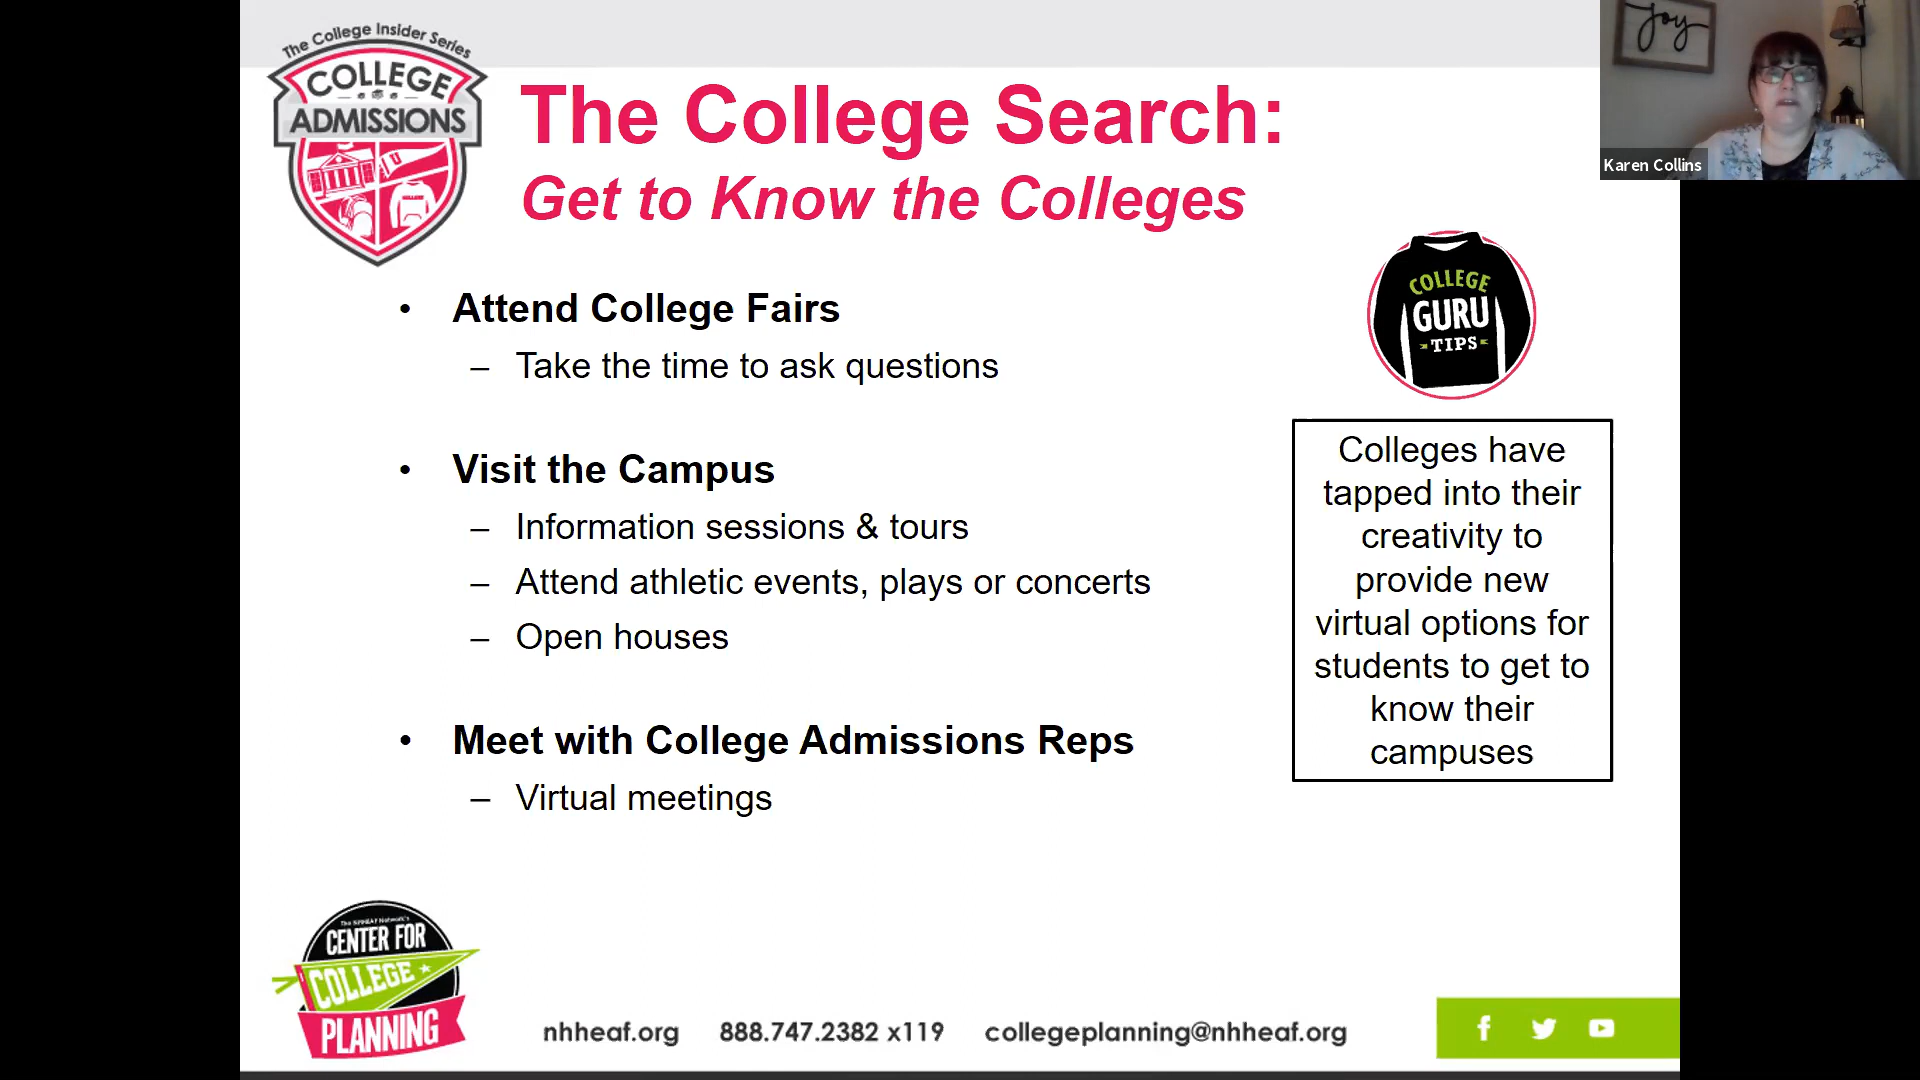 The College Insider Series
COLLEGE
ADMISSIONS
The College Search:
Get to Know the Colleges
joy
Karen Collins
• Attend College Fairs
– Take the time to ask questions
• Visit the Campus
– Information sessions & tours
– Attend athletic events, plays or concerts
– Open houses
• Meet with College Admissions Reps
– Virtual meetings
COLLEGE
GURU
TIPS
Colleges have
tapped into their
creativity to
provide new
virtual options for
students to get to
know their
campuses
The NHHEAF Network's
CENTER FOR
COLLEGE
PLANNING
nhheaf.org 888.747.2382 x119 collegeplanning@nhheaf.org